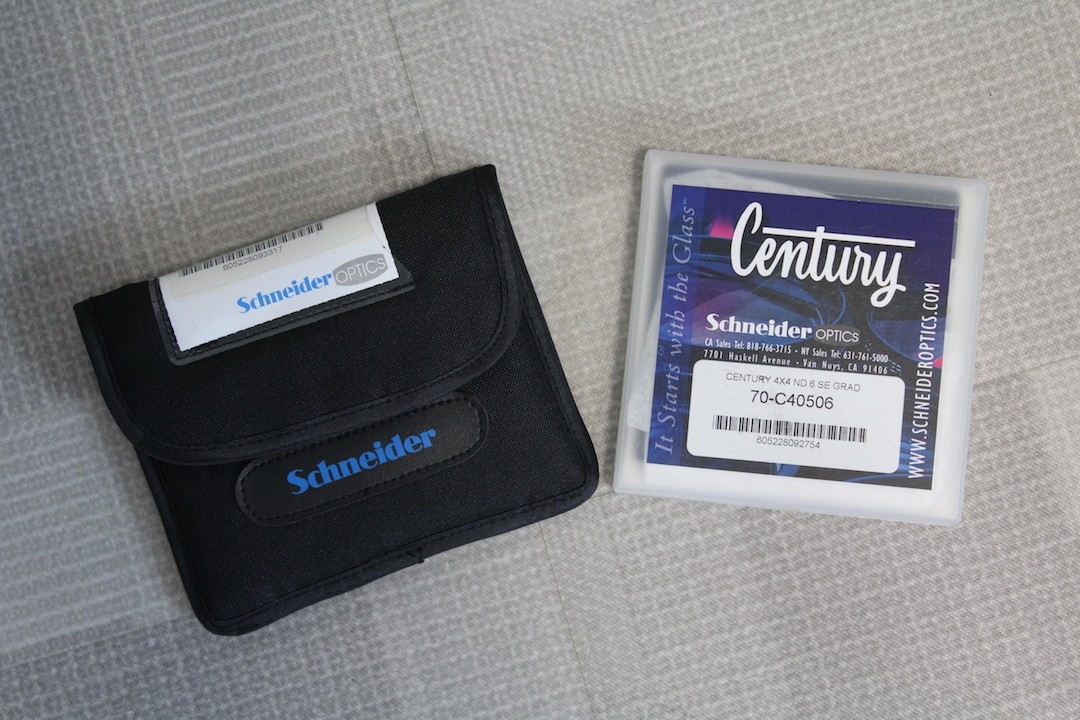 605228093317
Schneider OPTICS
Schneider
It Starts with the Glass™
Century
Schneider OPTICS
CA Sales Tel: 818-766-3715 • NY Sales Tel: 631-761-5000
7701 Haskell Avenue • Van Nuys, CA 91406
CENTURY 4X4 ND.6 SE GRAD
70-C40506
605228092754
WWW.SCHNEIDEROPTICS.COM